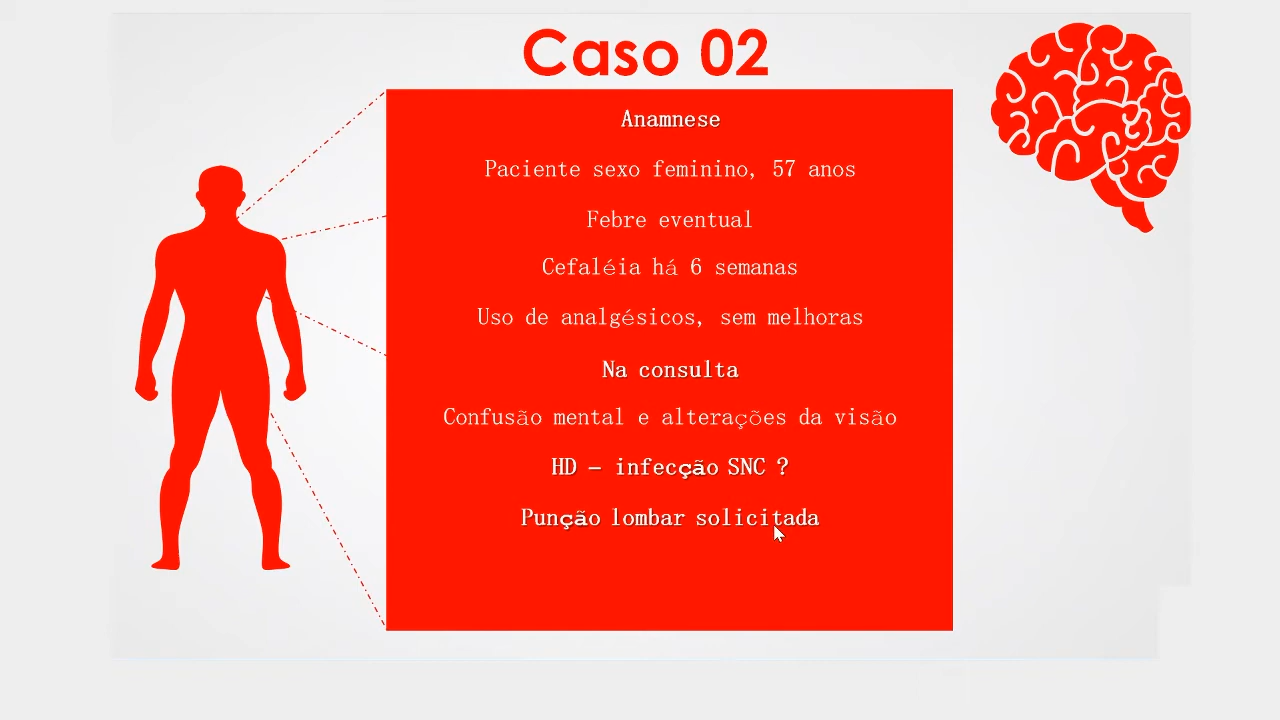 Caso 02
Anamnese
Paciente sexo feminino, 57 anos
Febre eventual
Cefaléia há 6 semanas
Uso de analgésicos, sem melhoras
Na consulta
Confusão mental e alterações da visão
HD – infecção SNC ?
Punção lombar solicitada